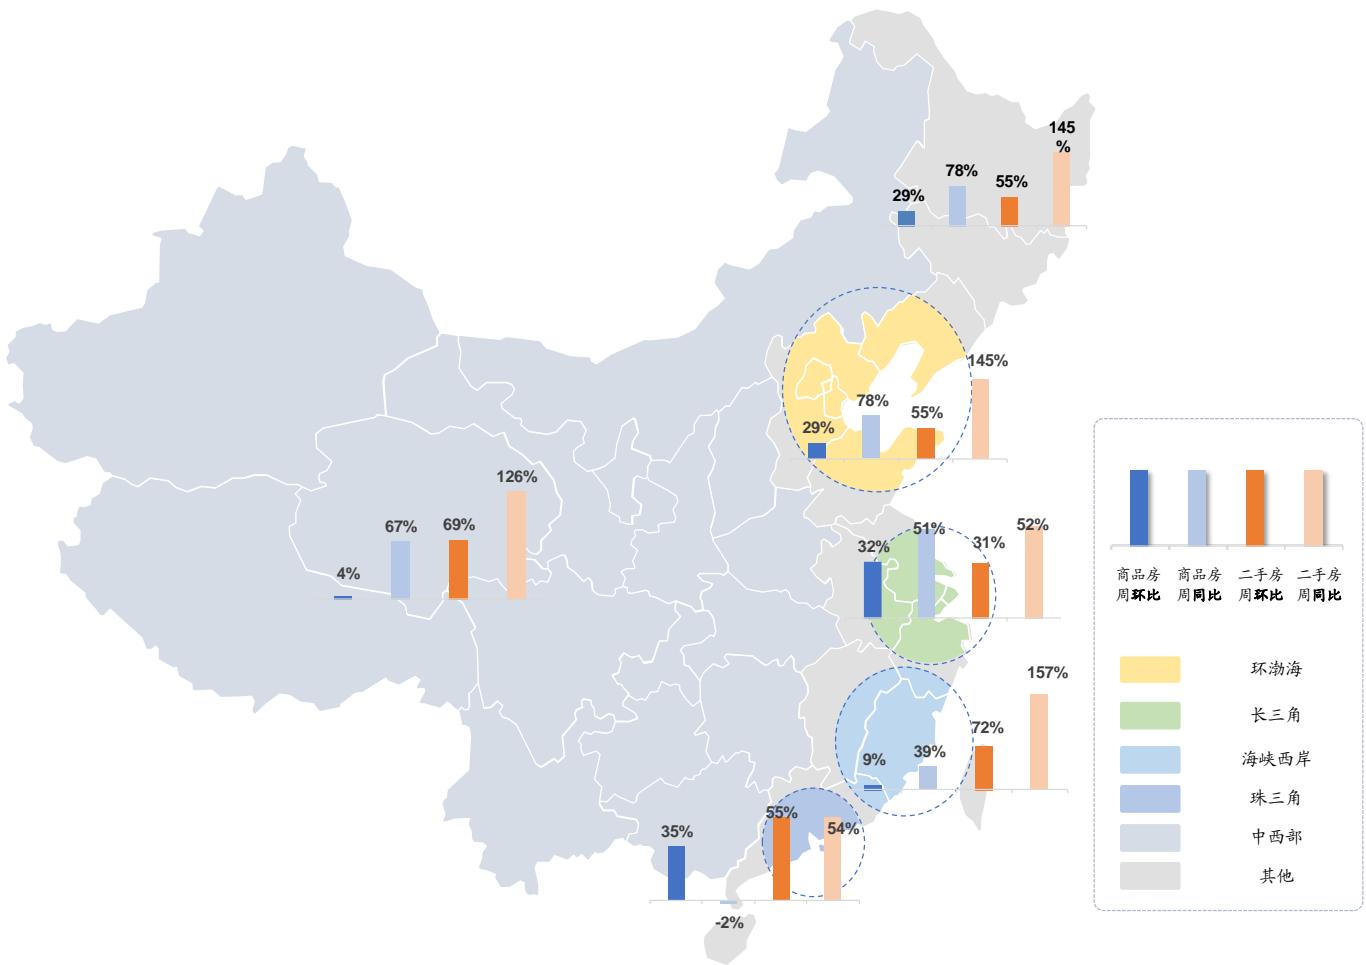 145
%
29%
78%
55%
29%
78%
55%
145%
4%
67%
69%
126%
32%
51%
31%
52%
9%
39%
72%
157%
35%
-2%
55%
54%
商品房
周环比
商品房
周同比
二手房
周环比
二手房
周同比
环渤海
长三角
海峡西岸
珠三角
中西部
其他